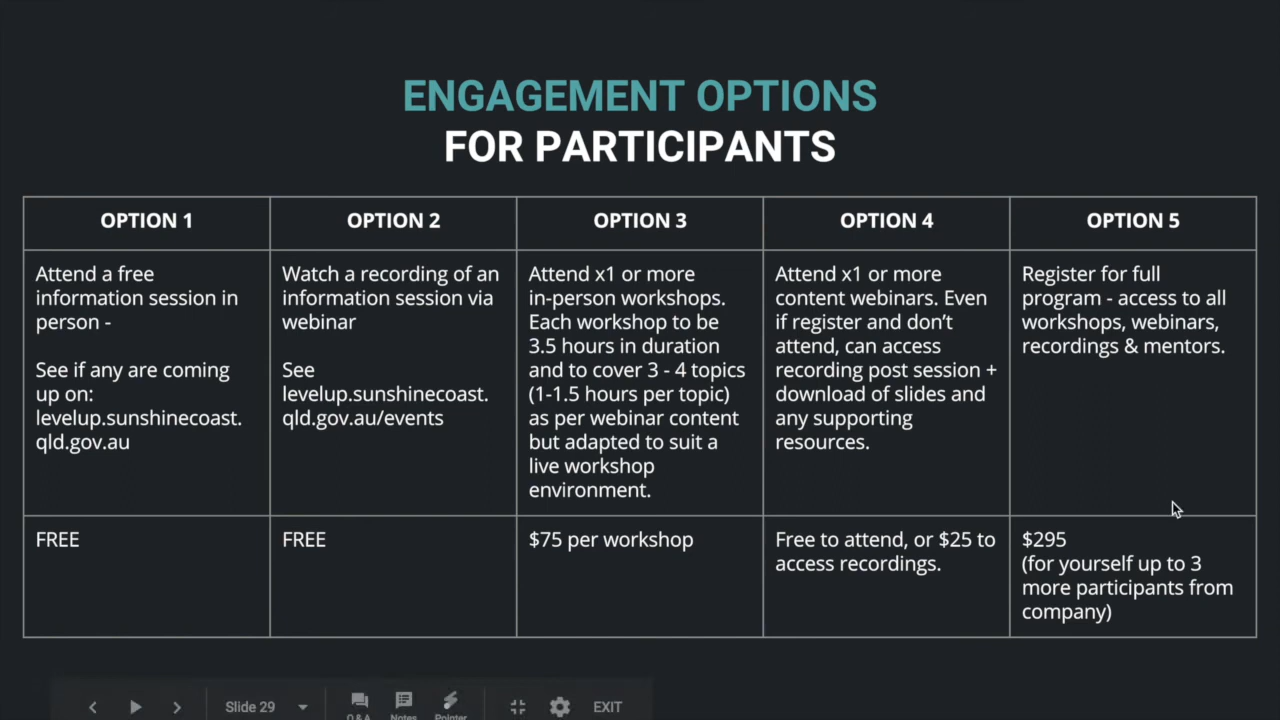 ENGAGEMENT OPTIONS
FOR PARTICIPANTS
OPTION 1
OPTION 2
OPTION 3
OPTION 4
OPTION 5
Attend a free
information session in
person -
See if any are coming
up on:
levelup.sunshinecoast.
qld.gov.au
Watch a recording of an
information session via
webinar
See
levelup.sunshinecoast.
qld.gov.au/events
Attend x1 or more
in-person workshops.
Each workshop to be
3.5 hours in duration
and to cover 3 - 4 topics
(1-1.5 hours per topic)
as per webinar content
but adapted to suit a
live workshop
environment.
Attend x1 or more
content webinars. Even
if register and don’t
attend, can access
recording post session +
download of slides and
any supporting
resources.
Register for full
program - access to all
workshops, webinars,
recordings & mentors.
FREE
FREE
$75 per workshop
Free to attend, or $25 to
access recordings.
$295
(for yourself up to 3
more participants from
company)
Slide 29
Q & A
Notes
Pointer
EXIT